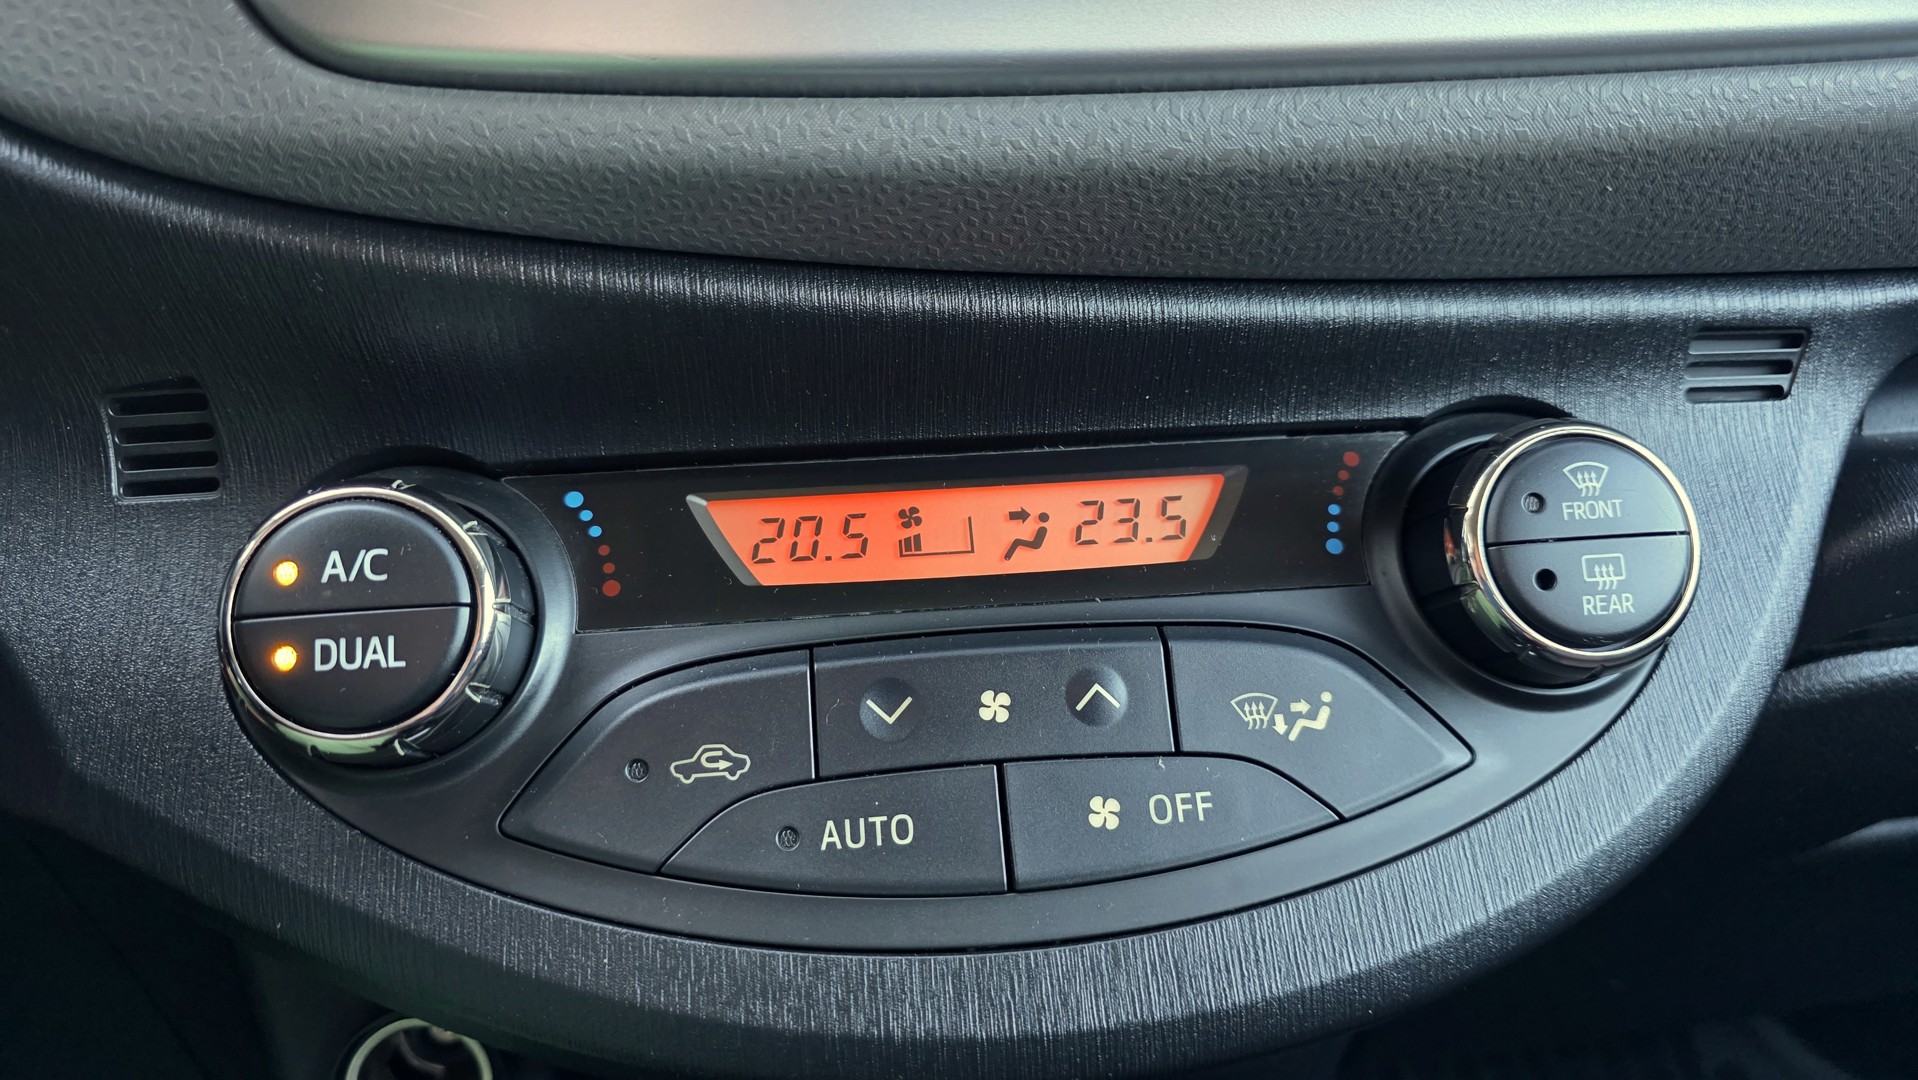 A/C
DUAL
20.5
23.5
FRONT
REAR
AUTO
OFF